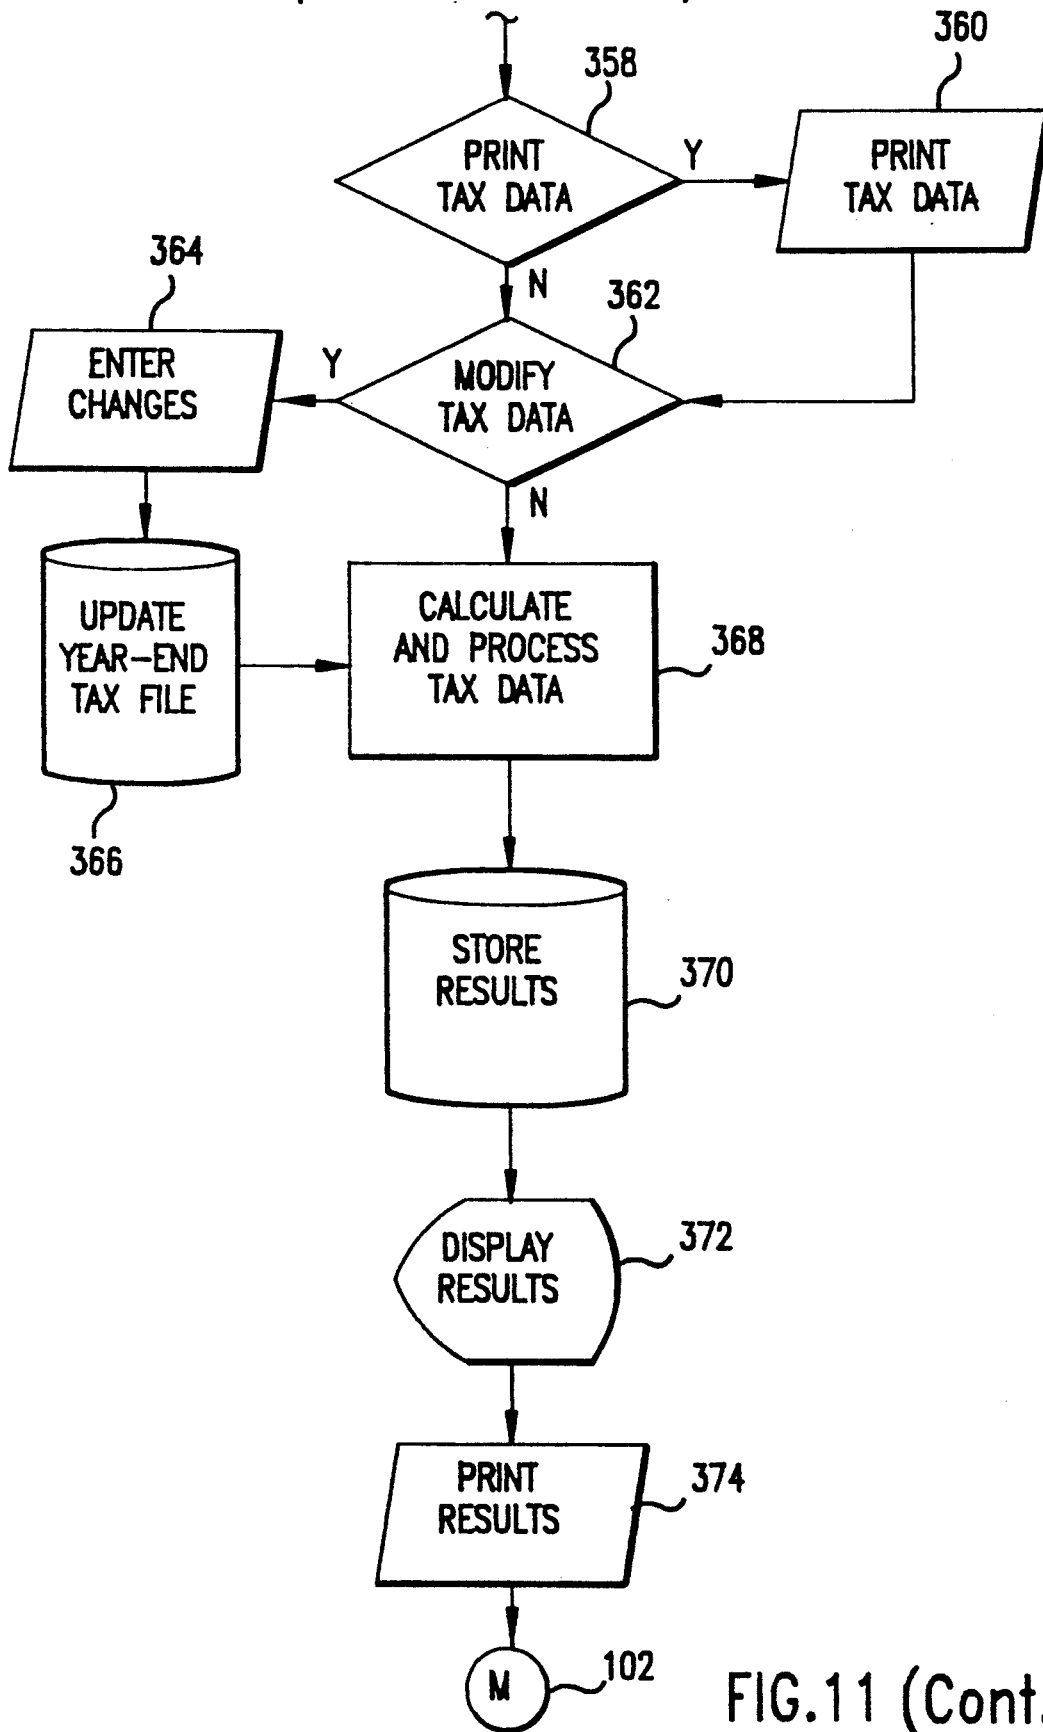 360
358
PRINT
TAX DATA
Y
PRINT
TAX DATA
N
364
362
ENTER
CHANGES
Y
MODIFY
TAX DATA
N
UPDATE
YEAR-END
TAX FILE
CALCULATE
AND PROCESS
TAX DATA
368
366
STORE
RESULTS
370
DISPLAY
RESULTS
372
PRINT
RESULTS
374
M
102
FIG.11 (Cont.